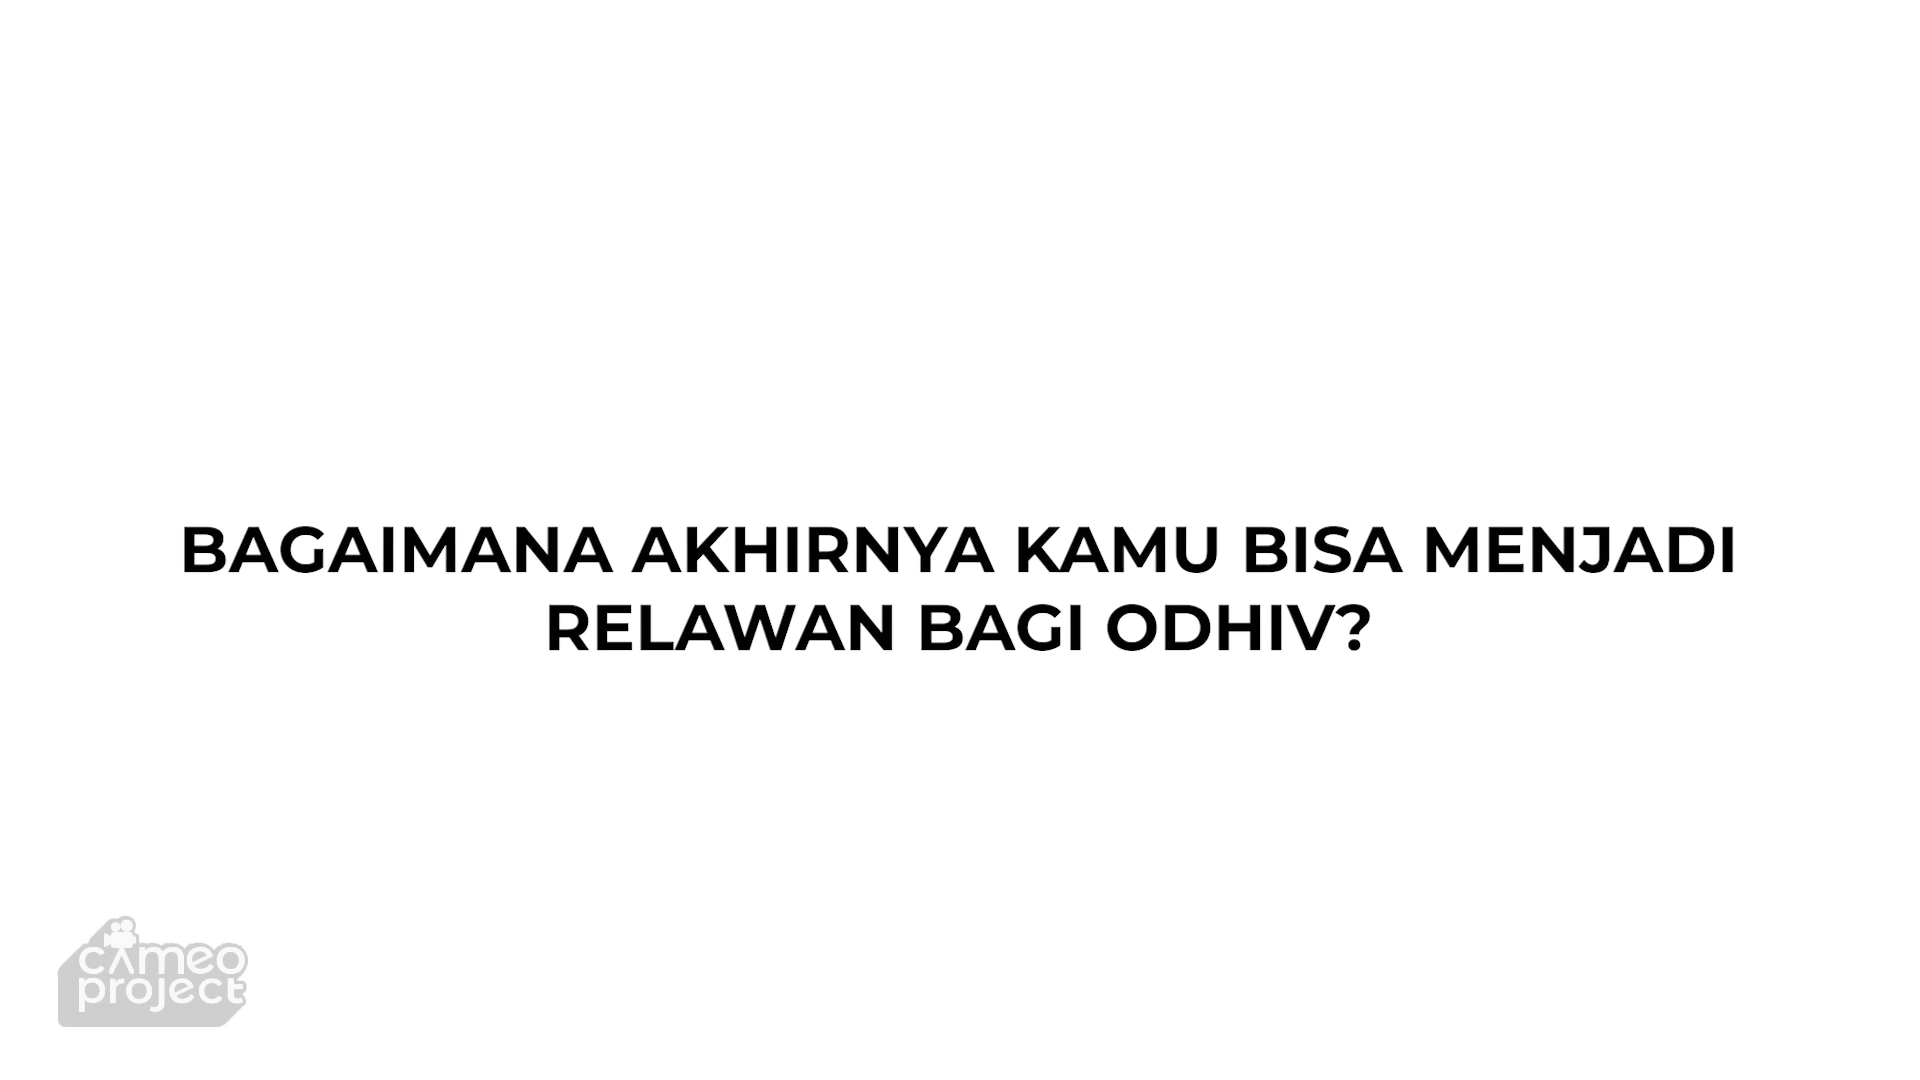 BAGAIMANA AKHIRNYA KAMU BISA MENJADI
RELAWAN BAGI ODHIV?
cameo
project